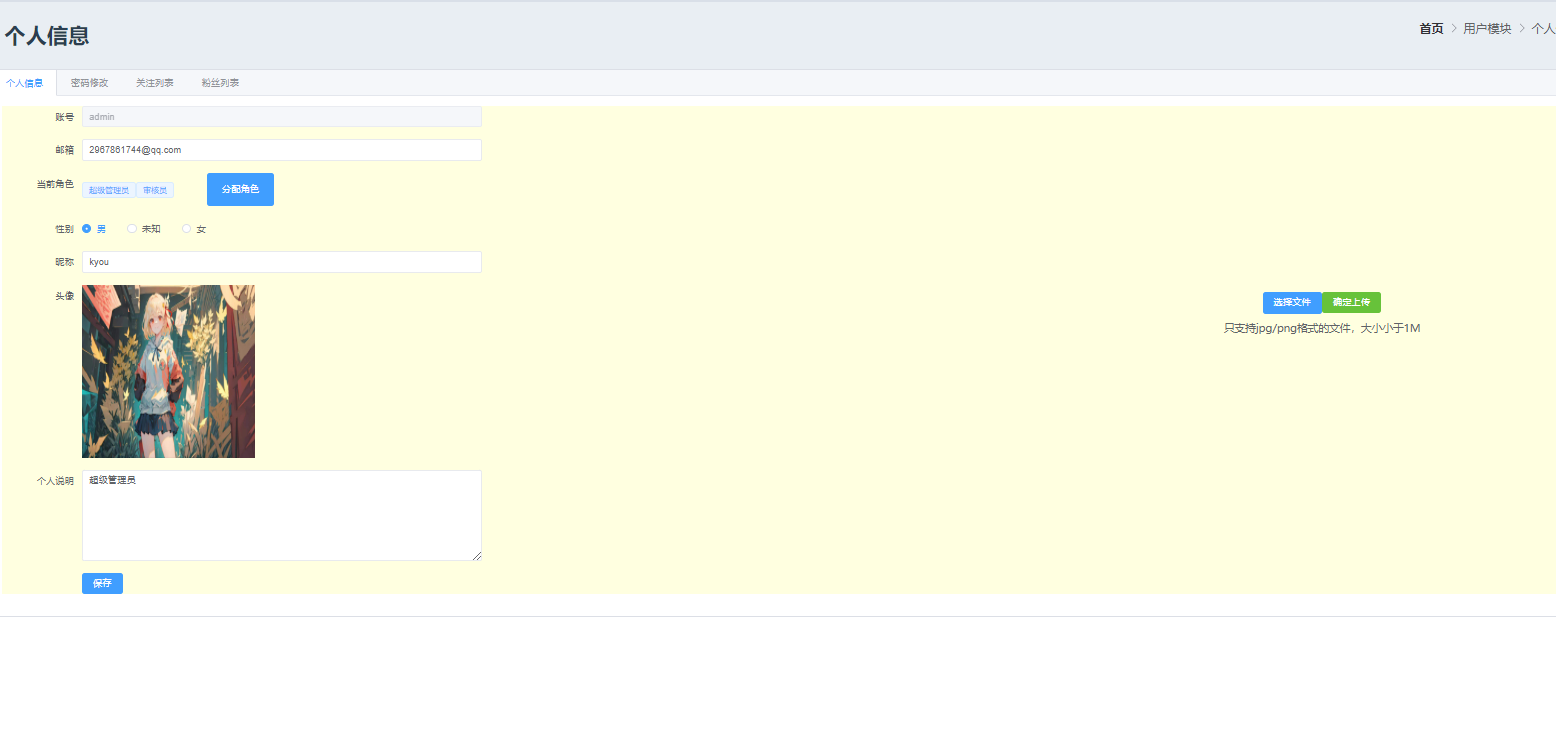 个人信息
首页 > 用户模块 > 个人
个人信息 密码修改 关注列表 粉丝列表
账号 admin
邮箱 2967861744@qq.com
当前角色 超级管理员 审核员 分配角色
性别 男 未知 女
昵称 kyou
头像
选择文件 确定上传
只支持jpg/png格式的文件，大小小于1M
个人说明 超级管理员
保存